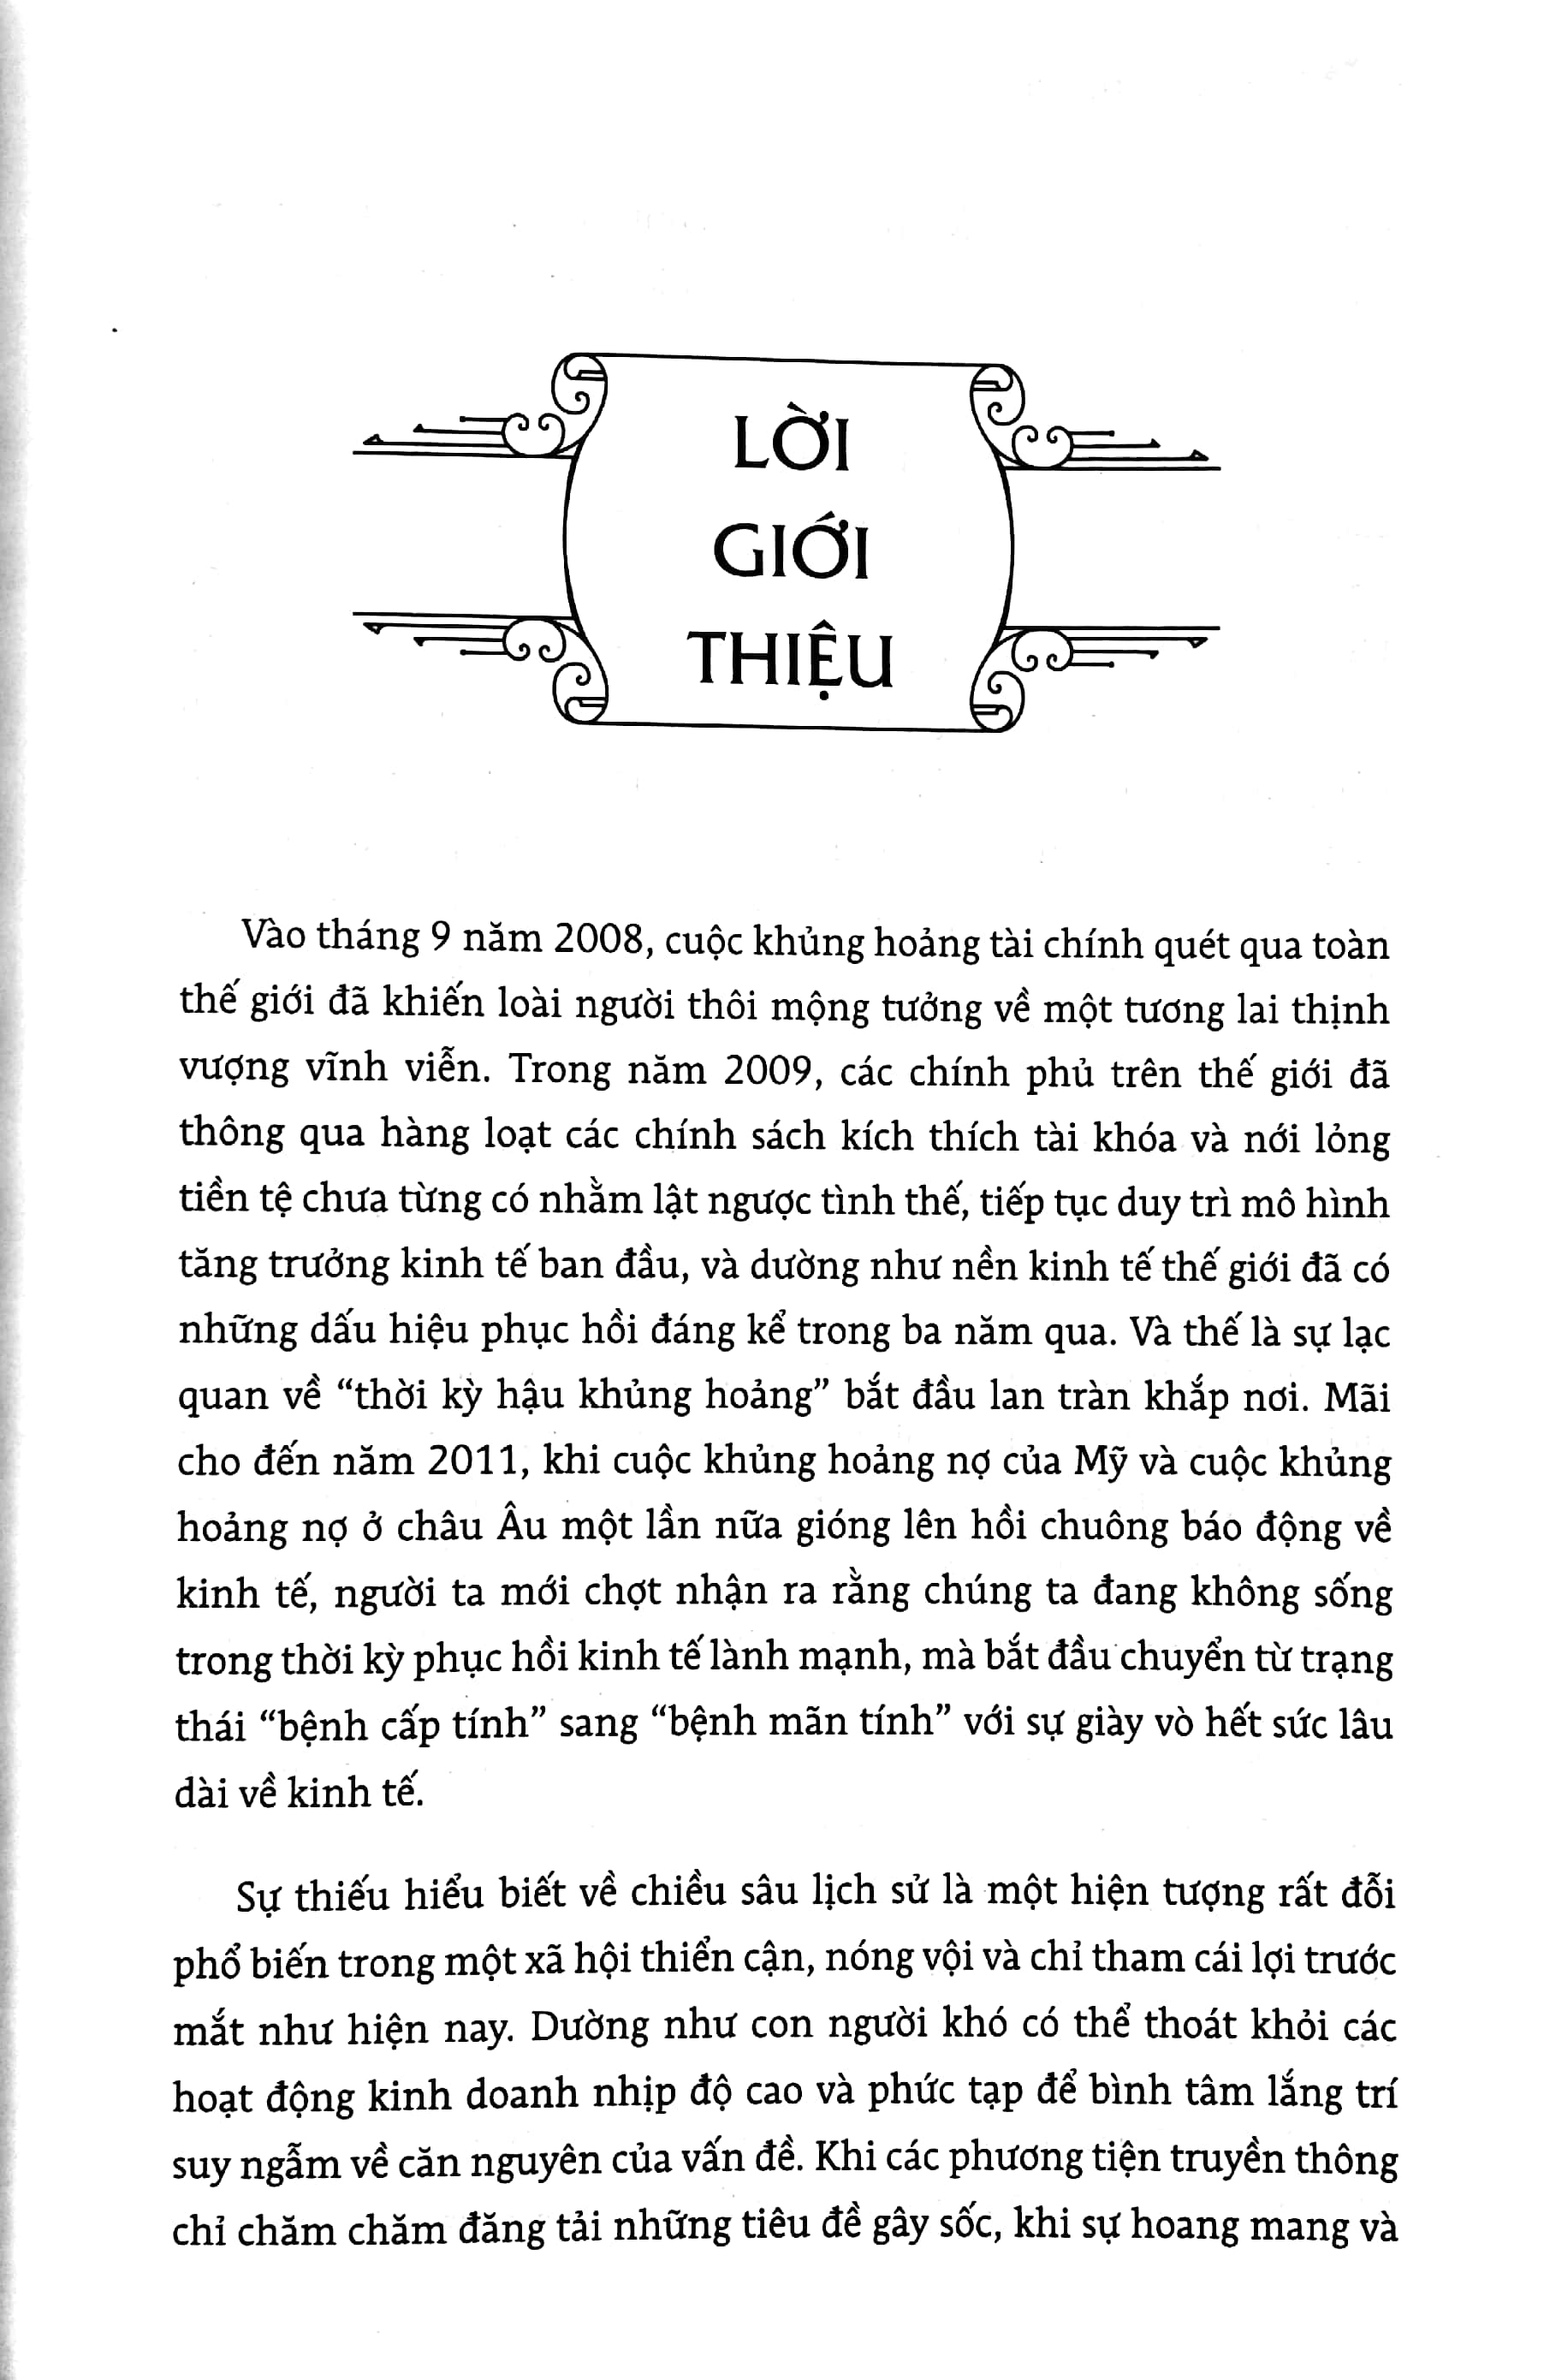 LỜI
GIỚI
THIỆU
Vào tháng 9 năm 2008, cuộc khủng hoảng tài chính quét qua toàn
thế giới đã khiến loài người thôi mộng tưởng về một tương lai thịnh
vượng vĩnh viễn. Trong năm 2009, các chính phủ trên thế giới đã
thông qua hàng loạt các chính sách kích thích tài khóa và nới lỏng
tiền tệ chưa từng có nhằm lật ngược tình thế, tiếp tục duy trì mô hình
tăng trưởng kinh tế ban đầu, và dường như nền kinh tế thế giới đã có
những dấu hiệu phục hồi đáng kể trong ba năm qua. Và thế là sự lạc
quan về “thời kỳ hậu khủng hoảng” bắt đầu lan tràn khắp nơi. Mãi
cho đến năm 2011, khi cuộc khủng hoảng nợ của Mỹ và cuộc khủng
hoảng nợ ở châu Âu một lần nữa gióng lên hồi chuông báo động về
kinh tế, người ta mới chợt nhận ra rằng chúng ta đang không sống
trong thời kỳ phục hồi kinh tế lành mạnh, mà bắt đầu chuyển từ trạng
thái “bệnh cấp tính” sang “bệnh mãn tính” với sự giày vò hết sức lâu
dài về kinh tế.
Sự thiếu hiểu biết về chiều sâu lịch sử là một hiện tượng rất đỗi
phổ biến trong một xã hội thiển cận, nóng vội và chỉ tham cái lợi trước
mắt như hiện nay. Dường như con người khó có thể thoát khỏi các
hoạt động kinh doanh nhịp độ cao và phức tạp để bình tâm lắng trí
suy ngẫm về căn nguyên của vấn đề. Khi các phương tiện truyền thông
chỉ chăm chăm đăng tải những tiêu đề gây sốc, khi sự hoang mang và